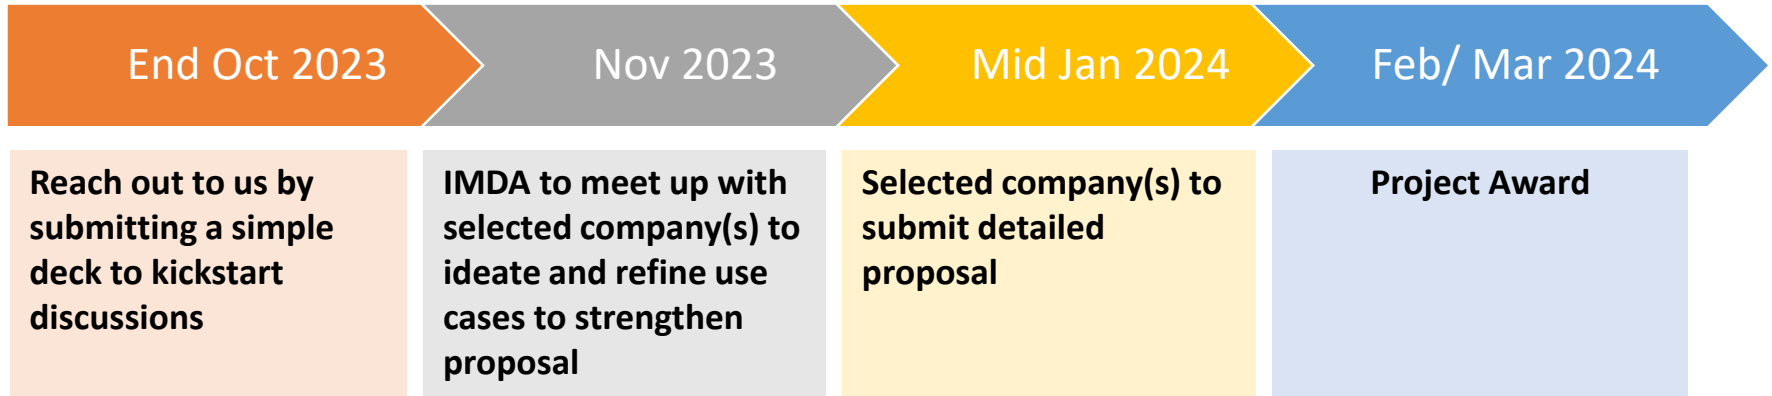 End Oct 2023
Nov 2023
Mid Jan 2024
Feb/ Mar 2024
Reach out to us by
submitting a simple
deck to kickstart
discussions
IMDA to meet up with
selected company(s) to
ideate and refine use
cases to strengthen
proposal
Selected company(s) to
submit detailed
proposal
Project Award